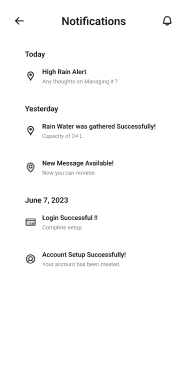 Notifications
Today
High Rain Alert
Any thoughts on Managing it ?
Yesterday
Rain Water was gathered Successfully!
Capacity of 24 L.
New Message Available!
Now you can monitor.
June 7, 2023
Login Successful !!
Complete setup
Account Setup Successfully!
Your account has been created.